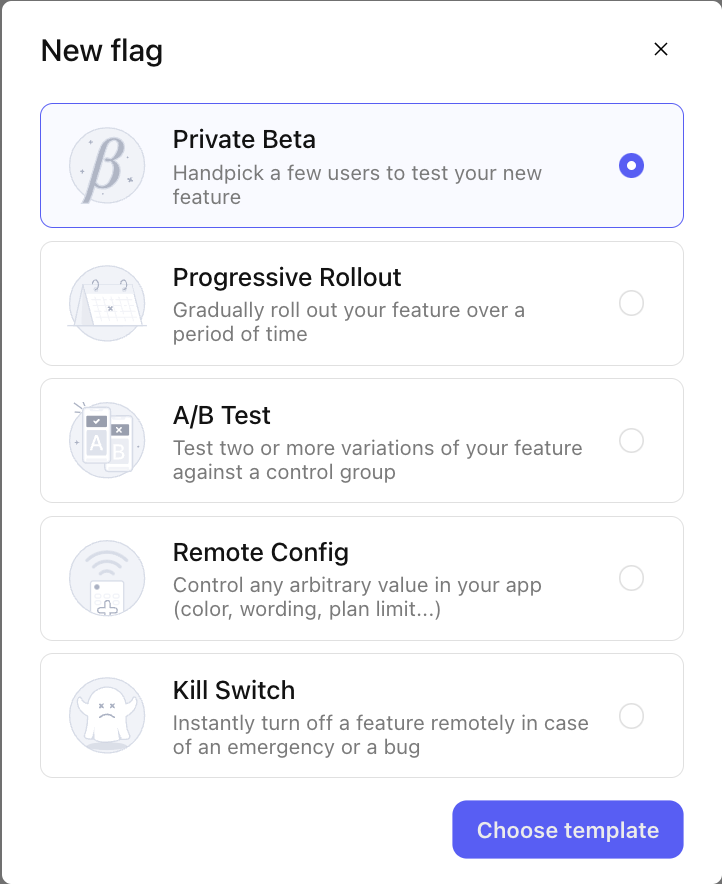 New flag
β
Private Beta
Handpick a few users to test your new
feature
Progressive Rollout
Gradually roll out your feature over a
period of time
A
B
A/B Test
Test two or more variations of your feature
against a control group
Remote Config
Control any arbitrary value in your app
(color, wording, plan limit...)
Kill Switch
Instantly turn off a feature remotely in case
of an emergency or a bug
Choose template